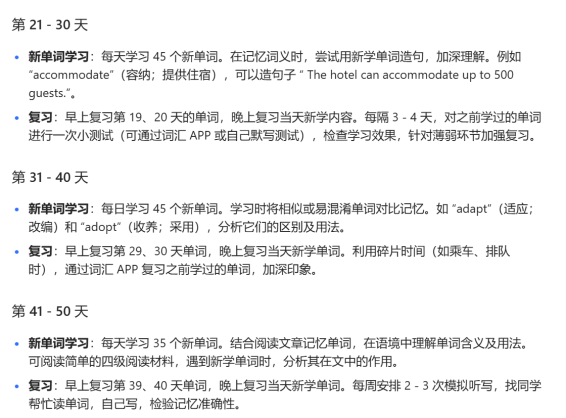 第 21 - 30 天
新单词学习：每天学习 45 个新单词。在记忆词义时，尝试用新学单词造句，加深理解。例如
“accommodate”（容纳；提供住宿），可以造句子 “ The hotel can accommodate up to 500
guests.”。
复习：早上复习第 19、20 天的单词，晚上复习当天新学内容。每隔 3 - 4 天，对之前学过的单词
进行一次小测试（可通过词汇 APP 或自己默写测试），检查学习效果，针对薄弱环节加强复习。
第 31 - 40 天
新单词学习：每日学习 45 个新单词。学习时将相似或易混淆单词对比记忆。如 “adapt”（适应；
改编）和 “adopt”（收养；采用），分析它们的区别及用法。
复习：早上复习第 29、30 天单词，晚上复习当天新学单词。利用碎片时间（如乘车、排队
时），通过词汇 APP 复习之前学过的单词，加深印象。
第 41 - 50 天
新单词学习：每天学习 35 个新单词。结合阅读文章记忆单词，在语境中理解单词含义及用法。
可阅读简单的四级阅读材料，遇到新学单词时，分析其在文中的作用。
复习：早上复习第 39、40 天单词，晚上复习当天新学单词。每周安排 2 - 3 次模拟听写，找同学
帮忙读单词，自己写，检验记忆准确性。